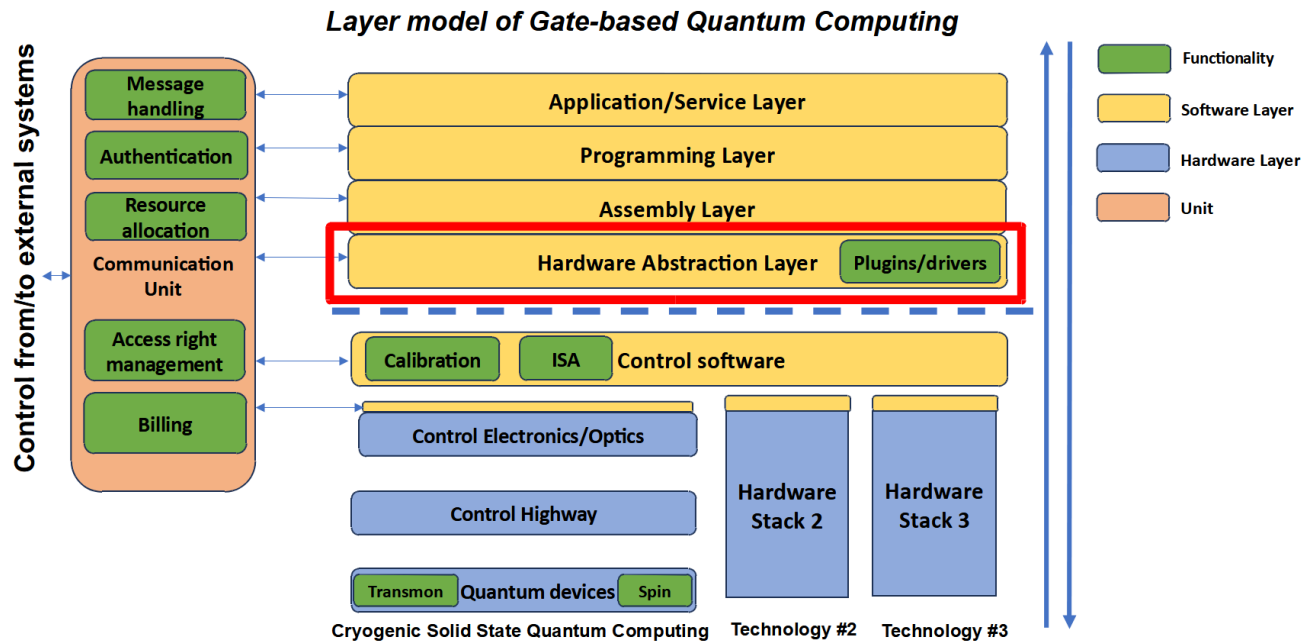 Layer model of Gate-based Quantum Computing
Control from/to external systems
Message
handling
Authentication
Resource
allocation
Communication
Unit
Access right
management
Billing
Application/Service Layer
Programming Layer
Assembly Layer
Hardware Abstraction Layer
Plugins/drivers
Calibration
ISA
Control software
Control Electronics/Optics
Control Highway
Transmon
Quantum devices
Spin
Cryogenic Solid State Quantum Computing
Hardware
Stack 2
Technology #2
Hardware
Stack 3
Technology #3
Functionality
Software Layer
Hardware Layer
Unit